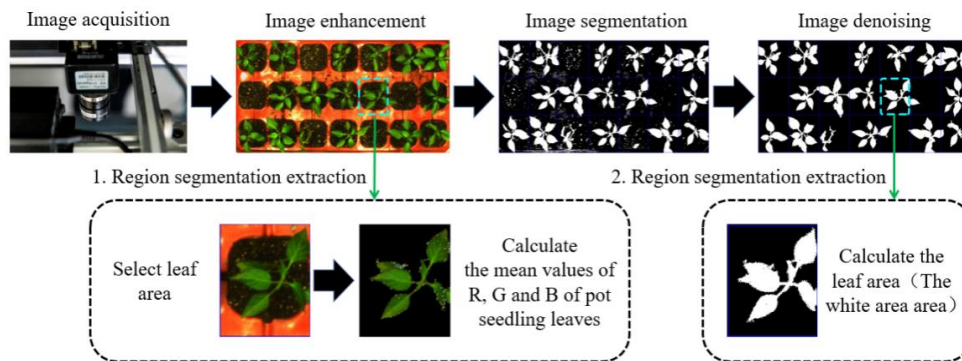 Image acquisition
Image enhancement
Image segmentation
Image denoising
1. Region segmentation extraction
2. Region segmentation extraction
Select leaf
area
Calculate
the mean values of
R, G and B of pot
seedling leaves
Calculate the
leaf area（The
white area area）